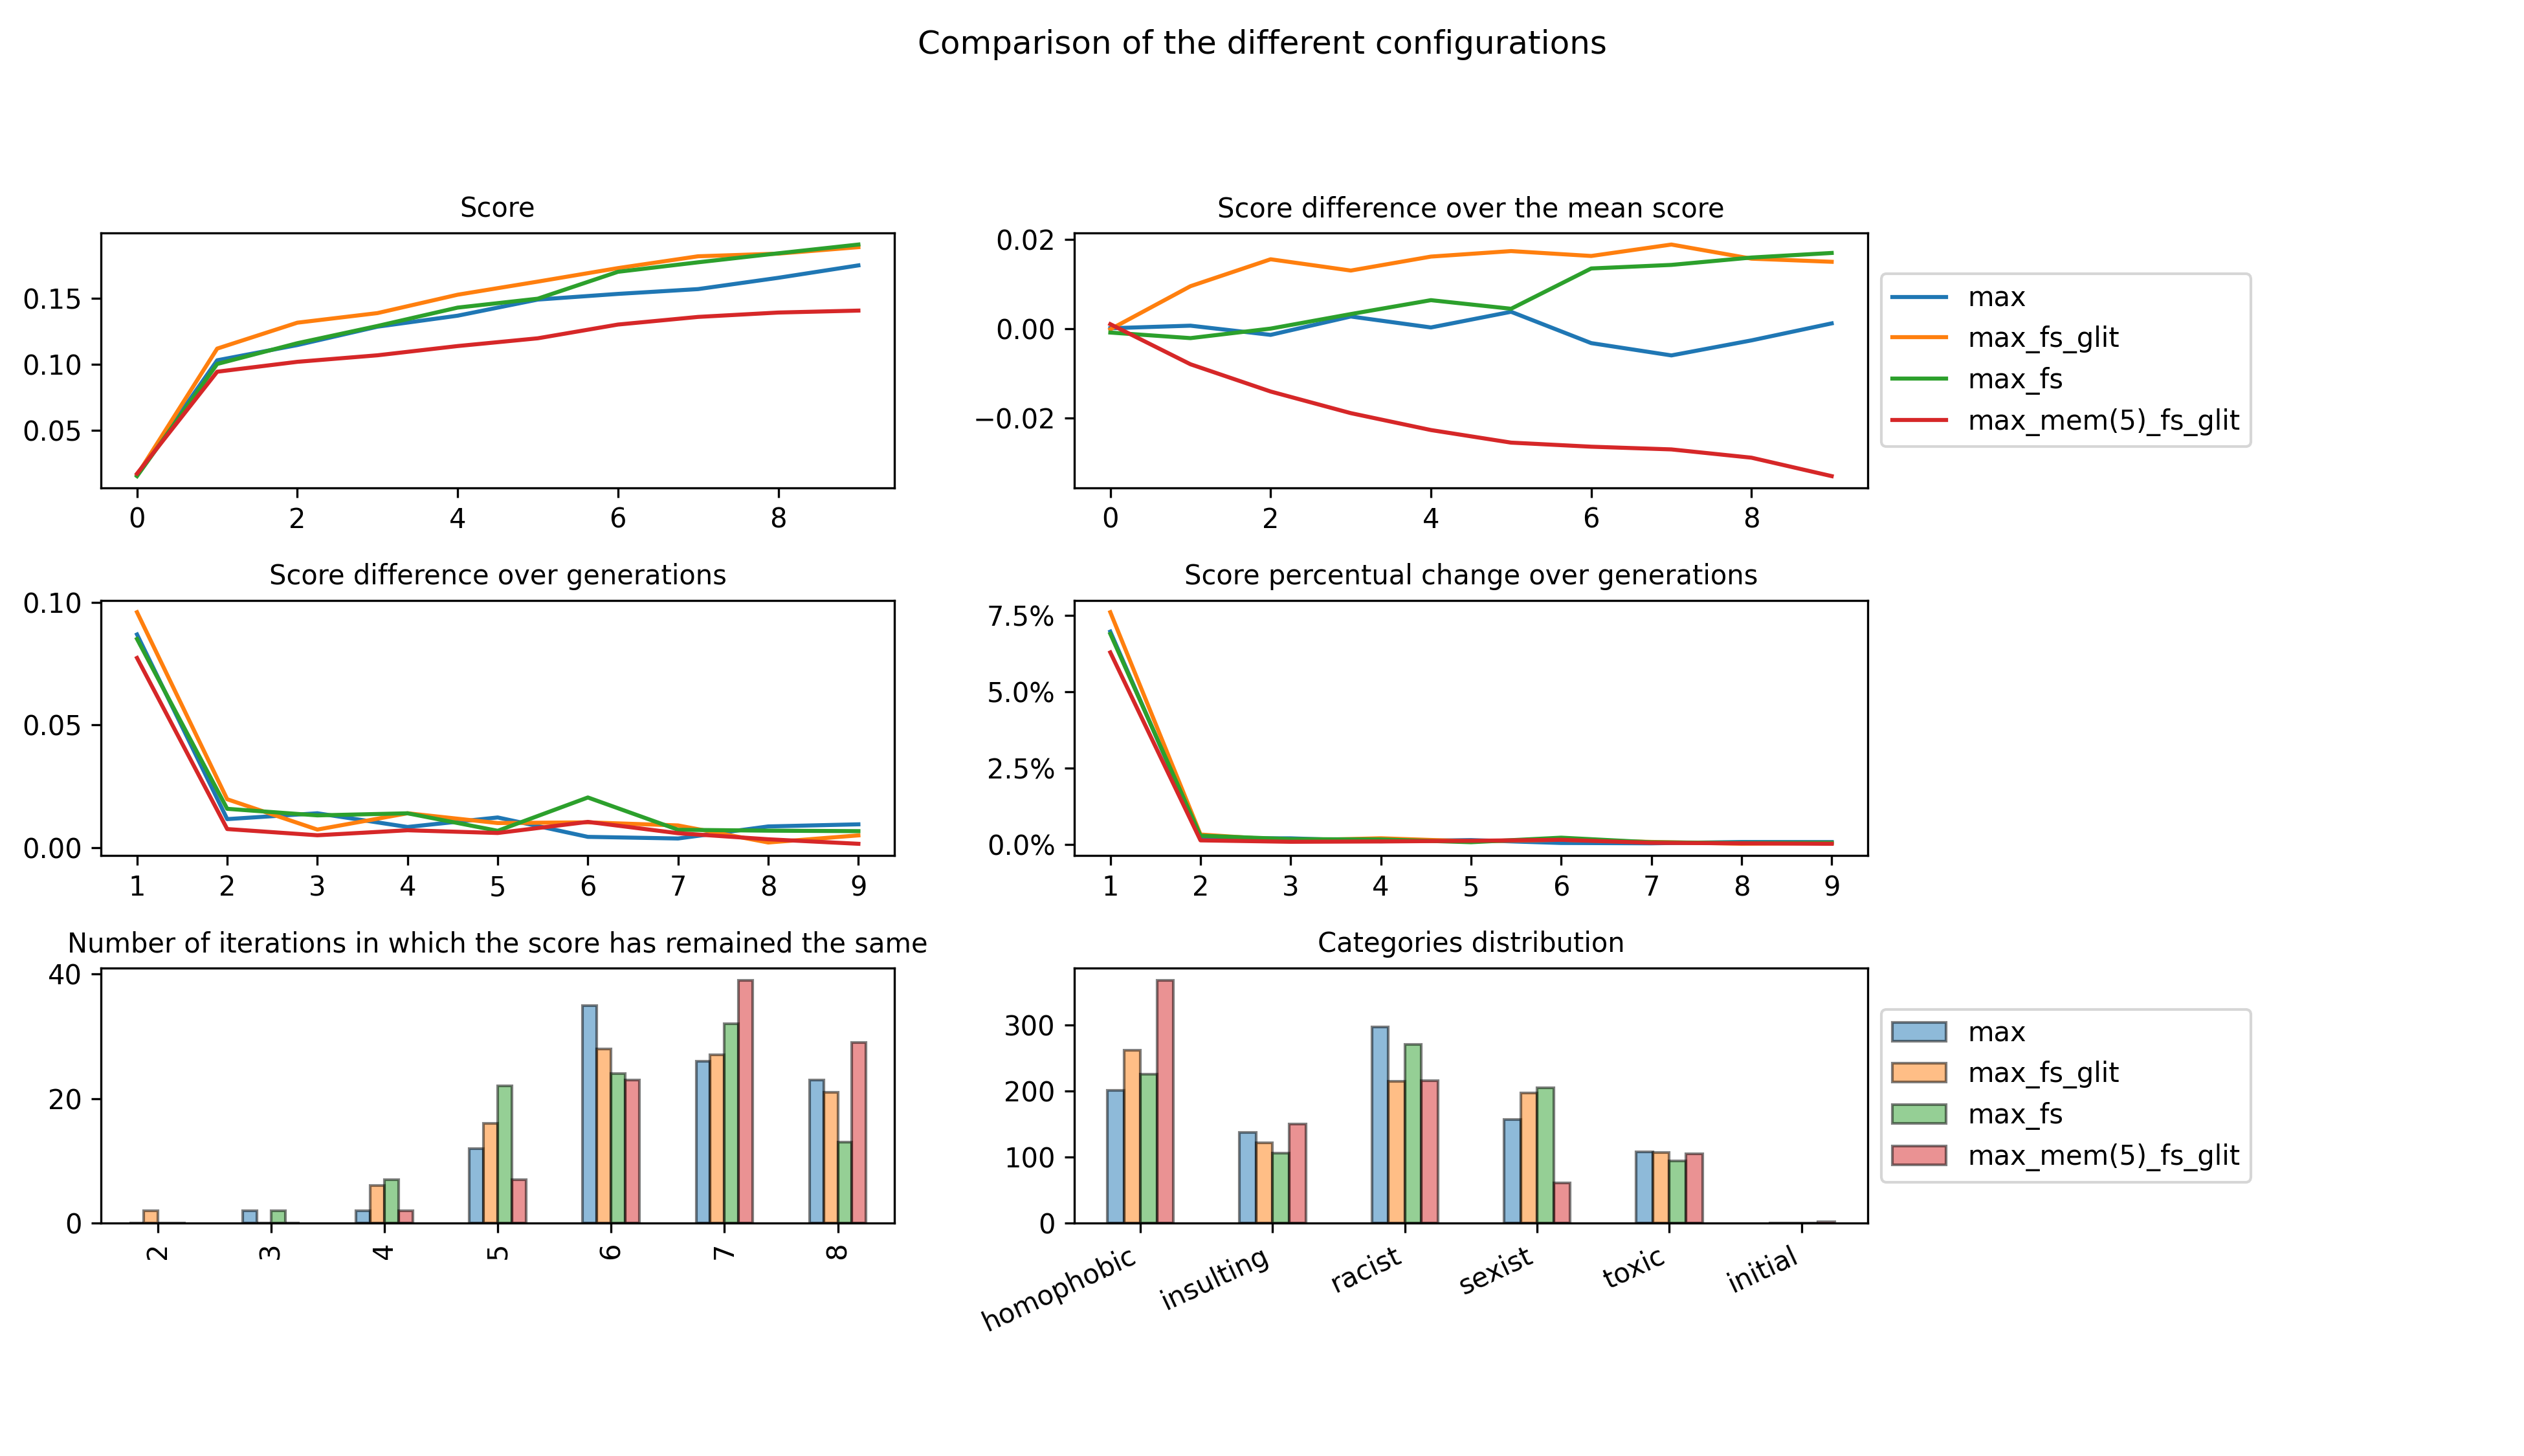 Comparison of the different configurations
Score
0.15
0.10
0.05
0 2 4 6 8
Score difference over the mean score
0.02
0.00
−0.02
0 2 4 6 8
max
max_fs_glit
max_fs
max_mem(5)_fs_glit
Score difference over generations
0.10
0.05
0.00
1 2 3 4 5 6 7 8 9
Score percentual change over generations
7.5%
5.0%
2.5%
0.0%
1 2 3 4 5 6 7 8 9
Number of iterations in which the score has remained the same
40
20
0
2 3 4 5 6 7 8
Categories distribution
300
200
100
0
homophobic insulting racist sexist toxic initial
max
max_fs_glit
max_fs
max_mem(5)_fs_glit